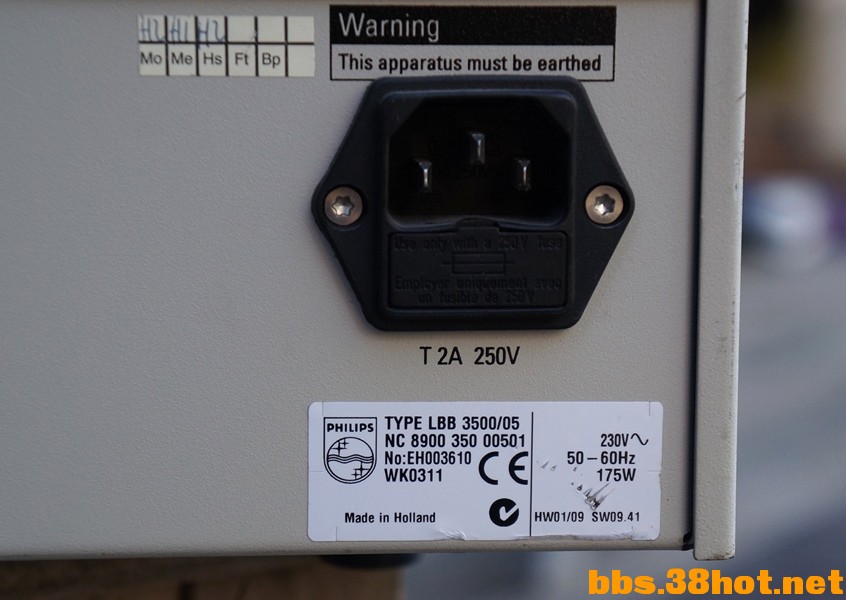 Warning
This apparatus must be earthed
Mo Me Hs Ft Bp
Use only with a 250V fuse
Employer uniquement avec
un fusible de 250V
T 2A 250V
PHILIPS
TYPE LBB 3500/05
NC 8900 350 00501
No:EH003610
WK0311
CE
Made in Holland
230V~
50-60Hz
175W
HW01/09 SW09.41
bbs.38hot.net